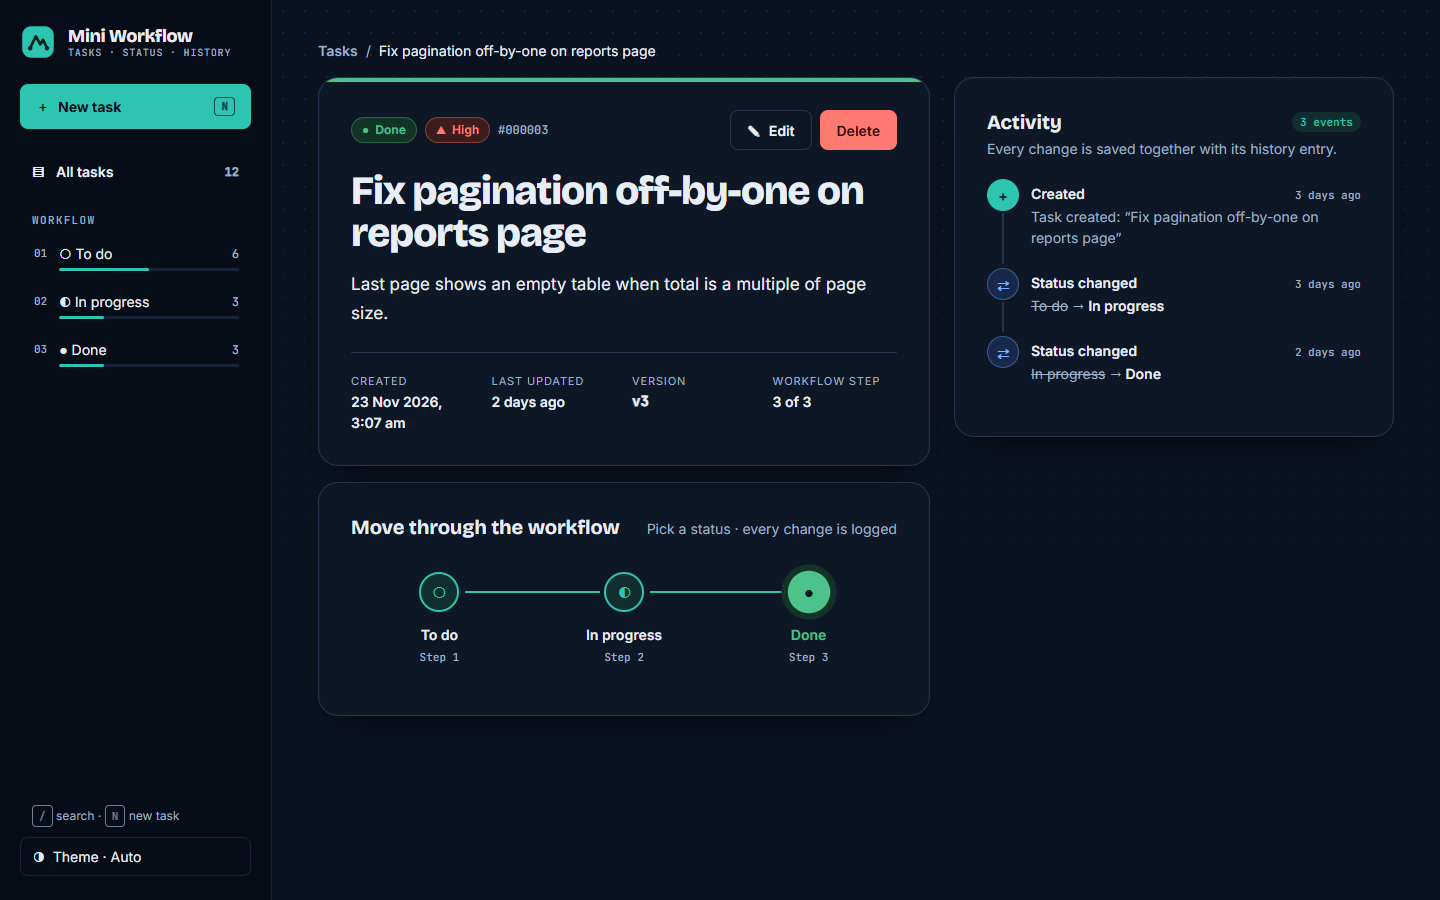 Mini Workflow
TASKS · STATUS · HISTORY
+ New task N
All tasks 12
WORKFLOW
01 To do 6
02 In progress 3
03 Done 3
/ search · N new task
Theme · Auto
Tasks / Fix pagination off-by-one on reports page
Done High #000003
Edit
Delete
Fix pagination off-by-one on
reports page
Last page shows an empty table when total is a multiple of page
size.
CREATED
23 Nov 2026,
3:07 am
LAST UPDATED
2 days ago
VERSION
v3
WORKFLOW STEP
3 of 3
Move through the workflow
Pick a status · every change is logged
To do
Step 1
In progress
Step 2
Done
Step 3
Activity
3 events
Every change is saved together with its history entry.
Created 3 days ago
Task created: “Fix pagination off-by-one on
reports page”
Status changed 3 days ago
To do → In progress
Status changed 2 days ago
In progress → Done